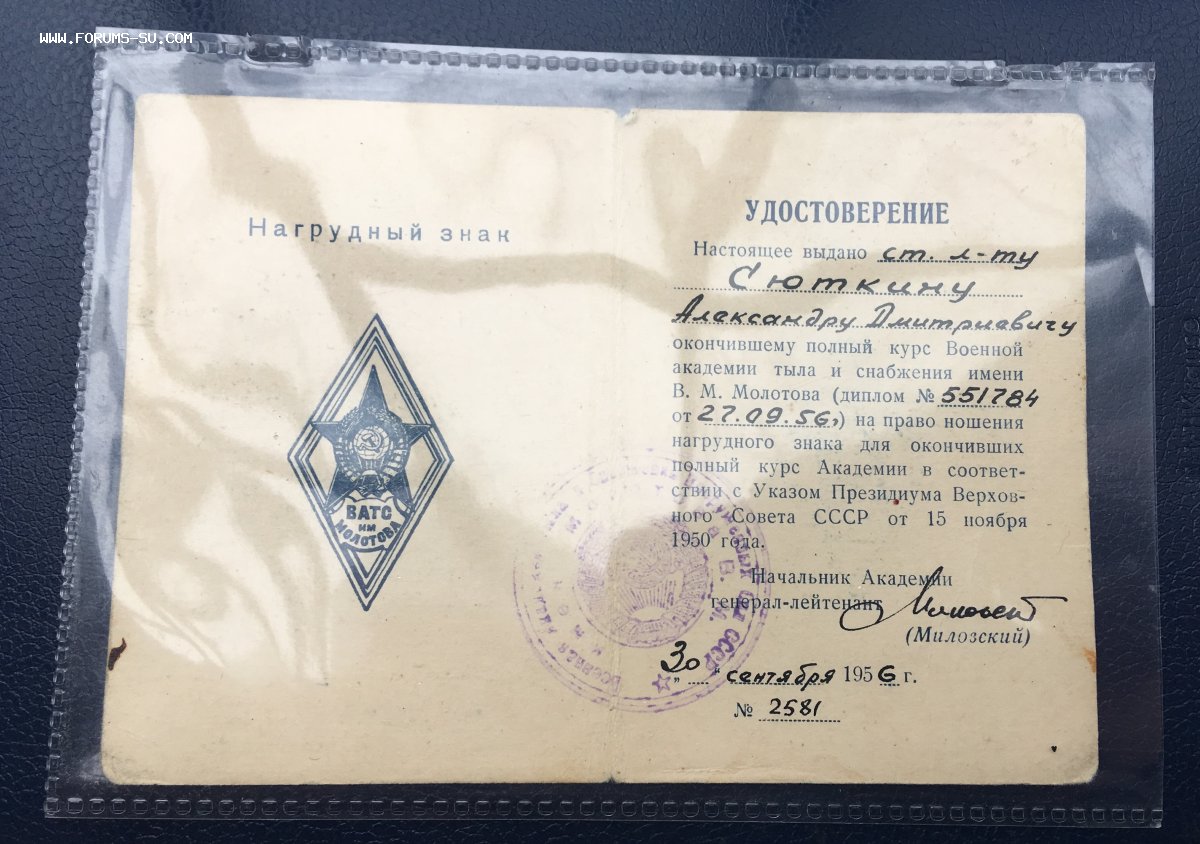 www.forums-su.com
Нагрудный знак
ВАТС
ИМ
МОЛОТОВА
УДОСТОВЕРЕНИЕ
Настоящее выдано ст. л-ту
Сюткину
Александру Дмитриевичу
окончившему полный курс Военной
академии тыла и снабжения имени
В. М. Молотова (диплом № 551784
от 27.09.56,) на право ношения
нагрудного знака для окончивших
полный курс Академии в соответ-
ствии с Указом Президиума Верхов-
ного Совета СССР от 15 ноября
1950 года.
Начальник Академии
генерал-лейтенант
(Милозский)
"30" сентября 1956 г.
№ 2581